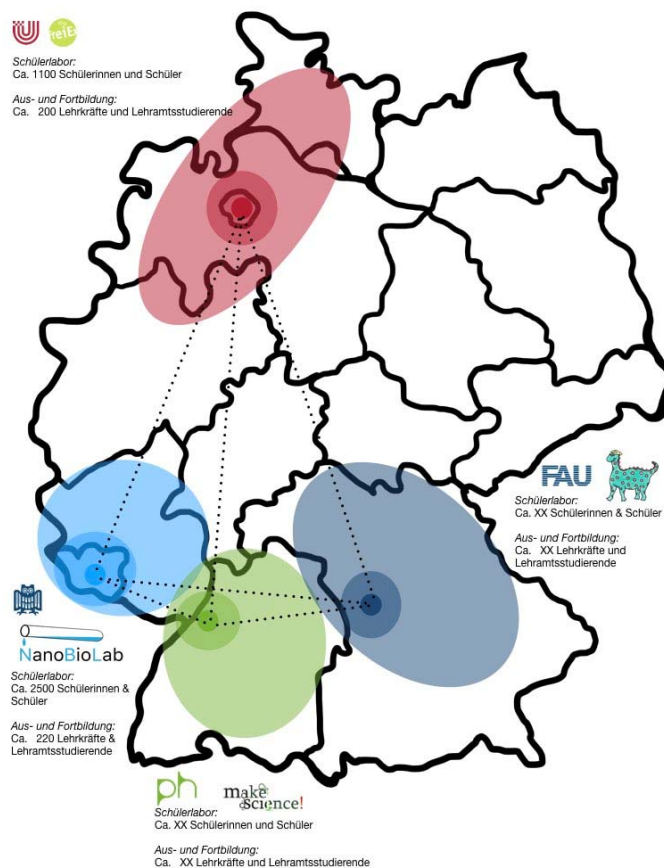 FreiEx
Schülerlabor:
Ca. 1100 Schülerinnen und Schüler
Aus- und Fortbildung:
Ca. 200 Lehrkräfte und Lehramtsstudierende
FAU
Schülerlabor:
Ca. XX Schülerinnen & Schüler
Aus- und Fortbildung:
Ca. XX Lehrkräfte und
Lehramtsstudierende
NanoBioLab
Schülerlabor:
Ca. 2500 Schülerinnen &
Schüler
Aus- und Fortbildung:
Ca. 220 Lehrkräfte &
Lehramtsstudierende
ph
make
science!
Schülerlabor:
Ca. XX Schülerinnen und Schüler
Aus- und Fortbildung:
Ca. XX Lehrkräfte und Lehramtsstudierende